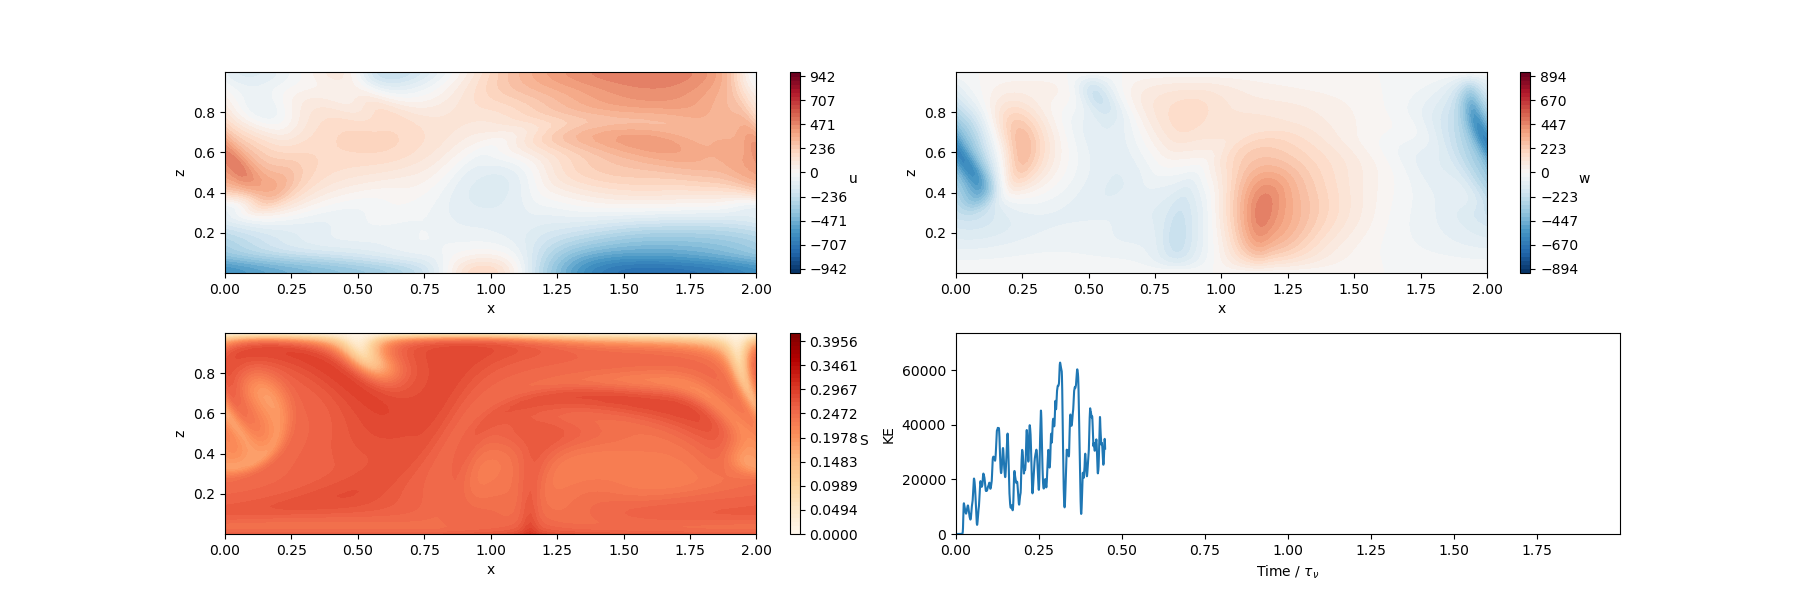 z
0.8
0.6
0.4
0.2
0.00 0.25 0.50 0.75 1.00 1.25 1.50 1.75 2.00
x
942
707
471
236
0
−236
−471
−707
−942
u
z
0.8
0.6
0.4
0.2
0.00 0.25 0.50 0.75 1.00 1.25 1.50 1.75 2.00
x
894
670
447
223
0
−223
−447
−670
−894
w
z
0.8
0.6
0.4
0.2
0.00 0.25 0.50 0.75 1.00 1.25 1.50 1.75 2.00
x
0.3956
0.3461
0.2967
0.2472
0.1978
0.1483
0.0989
0.0494
0.0000
S
KE
60000
40000
20000
0
0.00 0.25 0.50 0.75 1.00 1.25 1.50 1.75
Time / τν